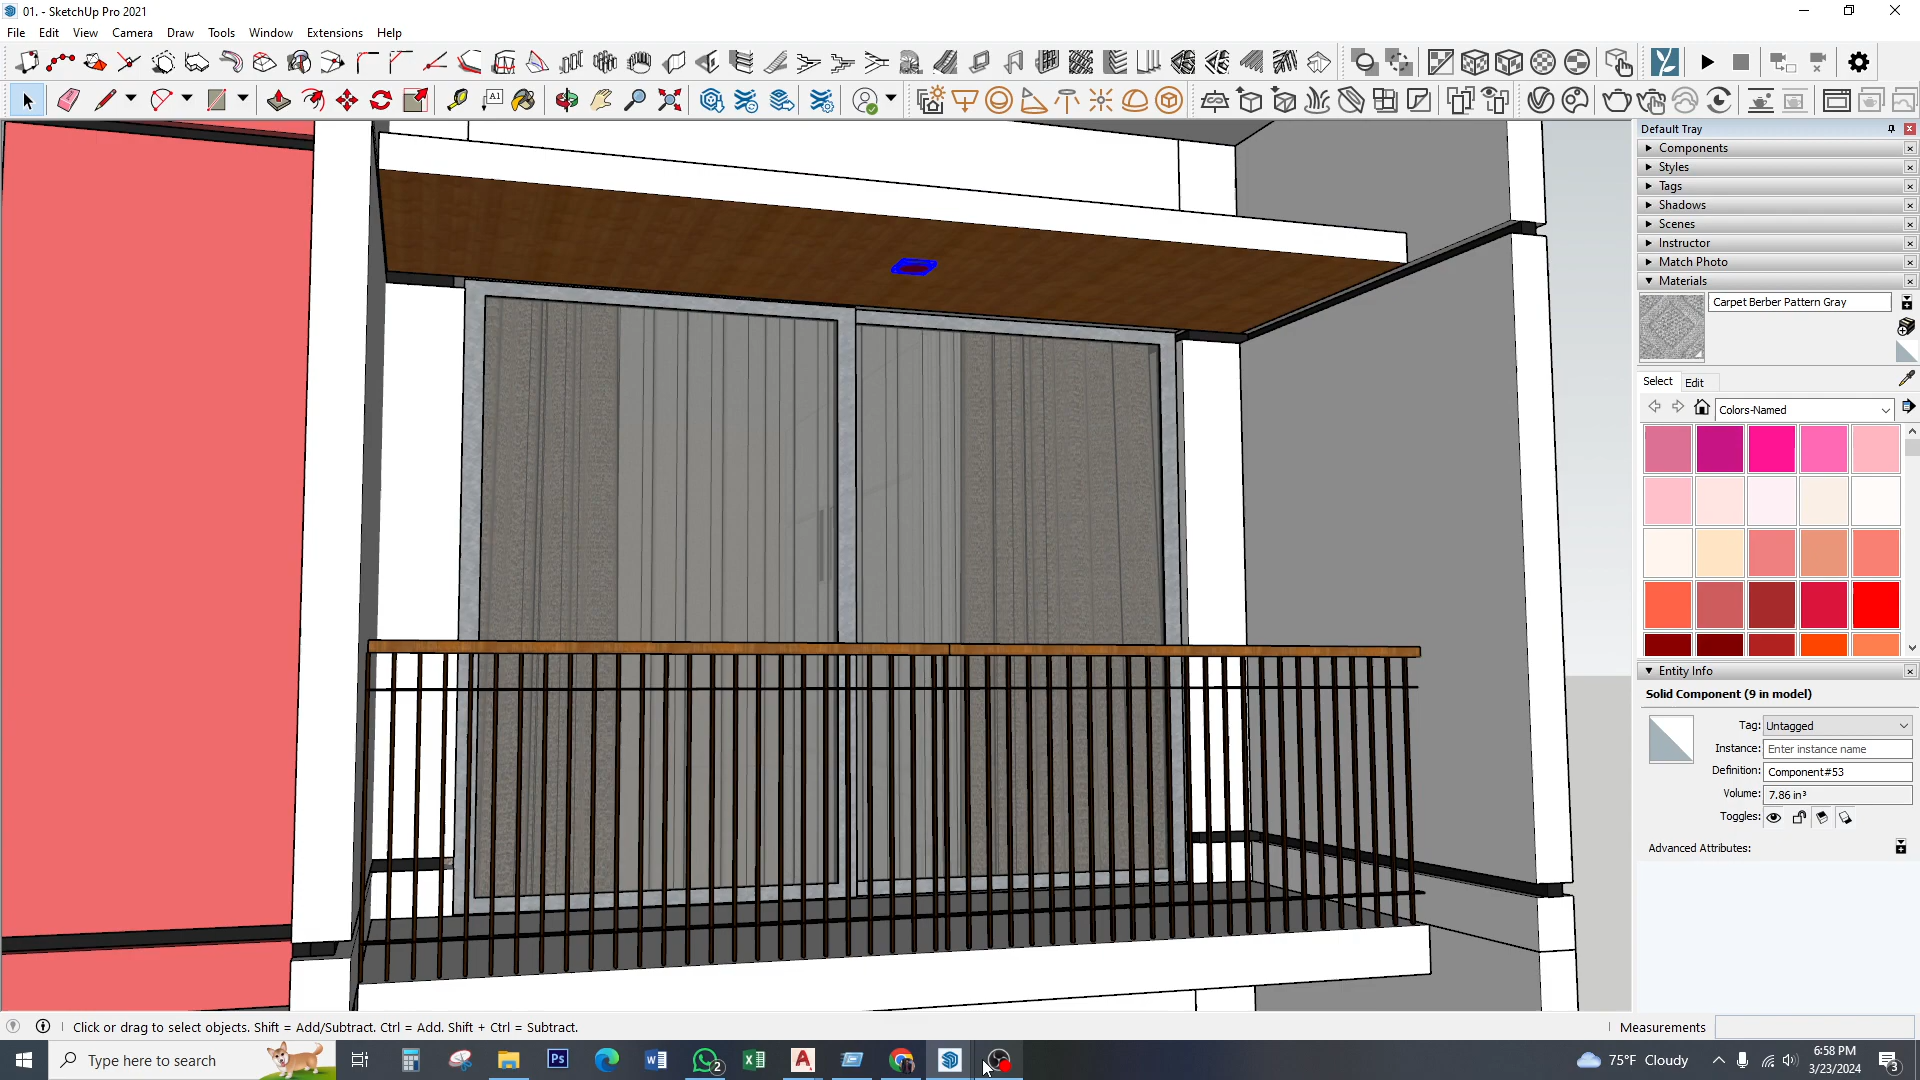 01. - SketchUp Pro 2021
File Edit View Camera Draw Tools Window Extensions Help
A1
Default Tray
Components
Styles
Tags
Shadows
Scenes
Instructor
Match Photo
Materials
Carpet Berber Pattern Gray
Select Edit
Colors-Named
Entity Info
Solid Component (9 in model)
Tag: Untagged
Instance: Enter instance name
Definition: Component#53
Volume: 7.86 in³
Toggles:
Advanced Attributes:
Click or drag to select objects. Shift = Add/Subtract. Ctrl = Add. Shift + Ctrl = Subtract.
Measurements
Type here to search
Ps
2
75°F Cloudy
6:58 PM
3/23/2024
3